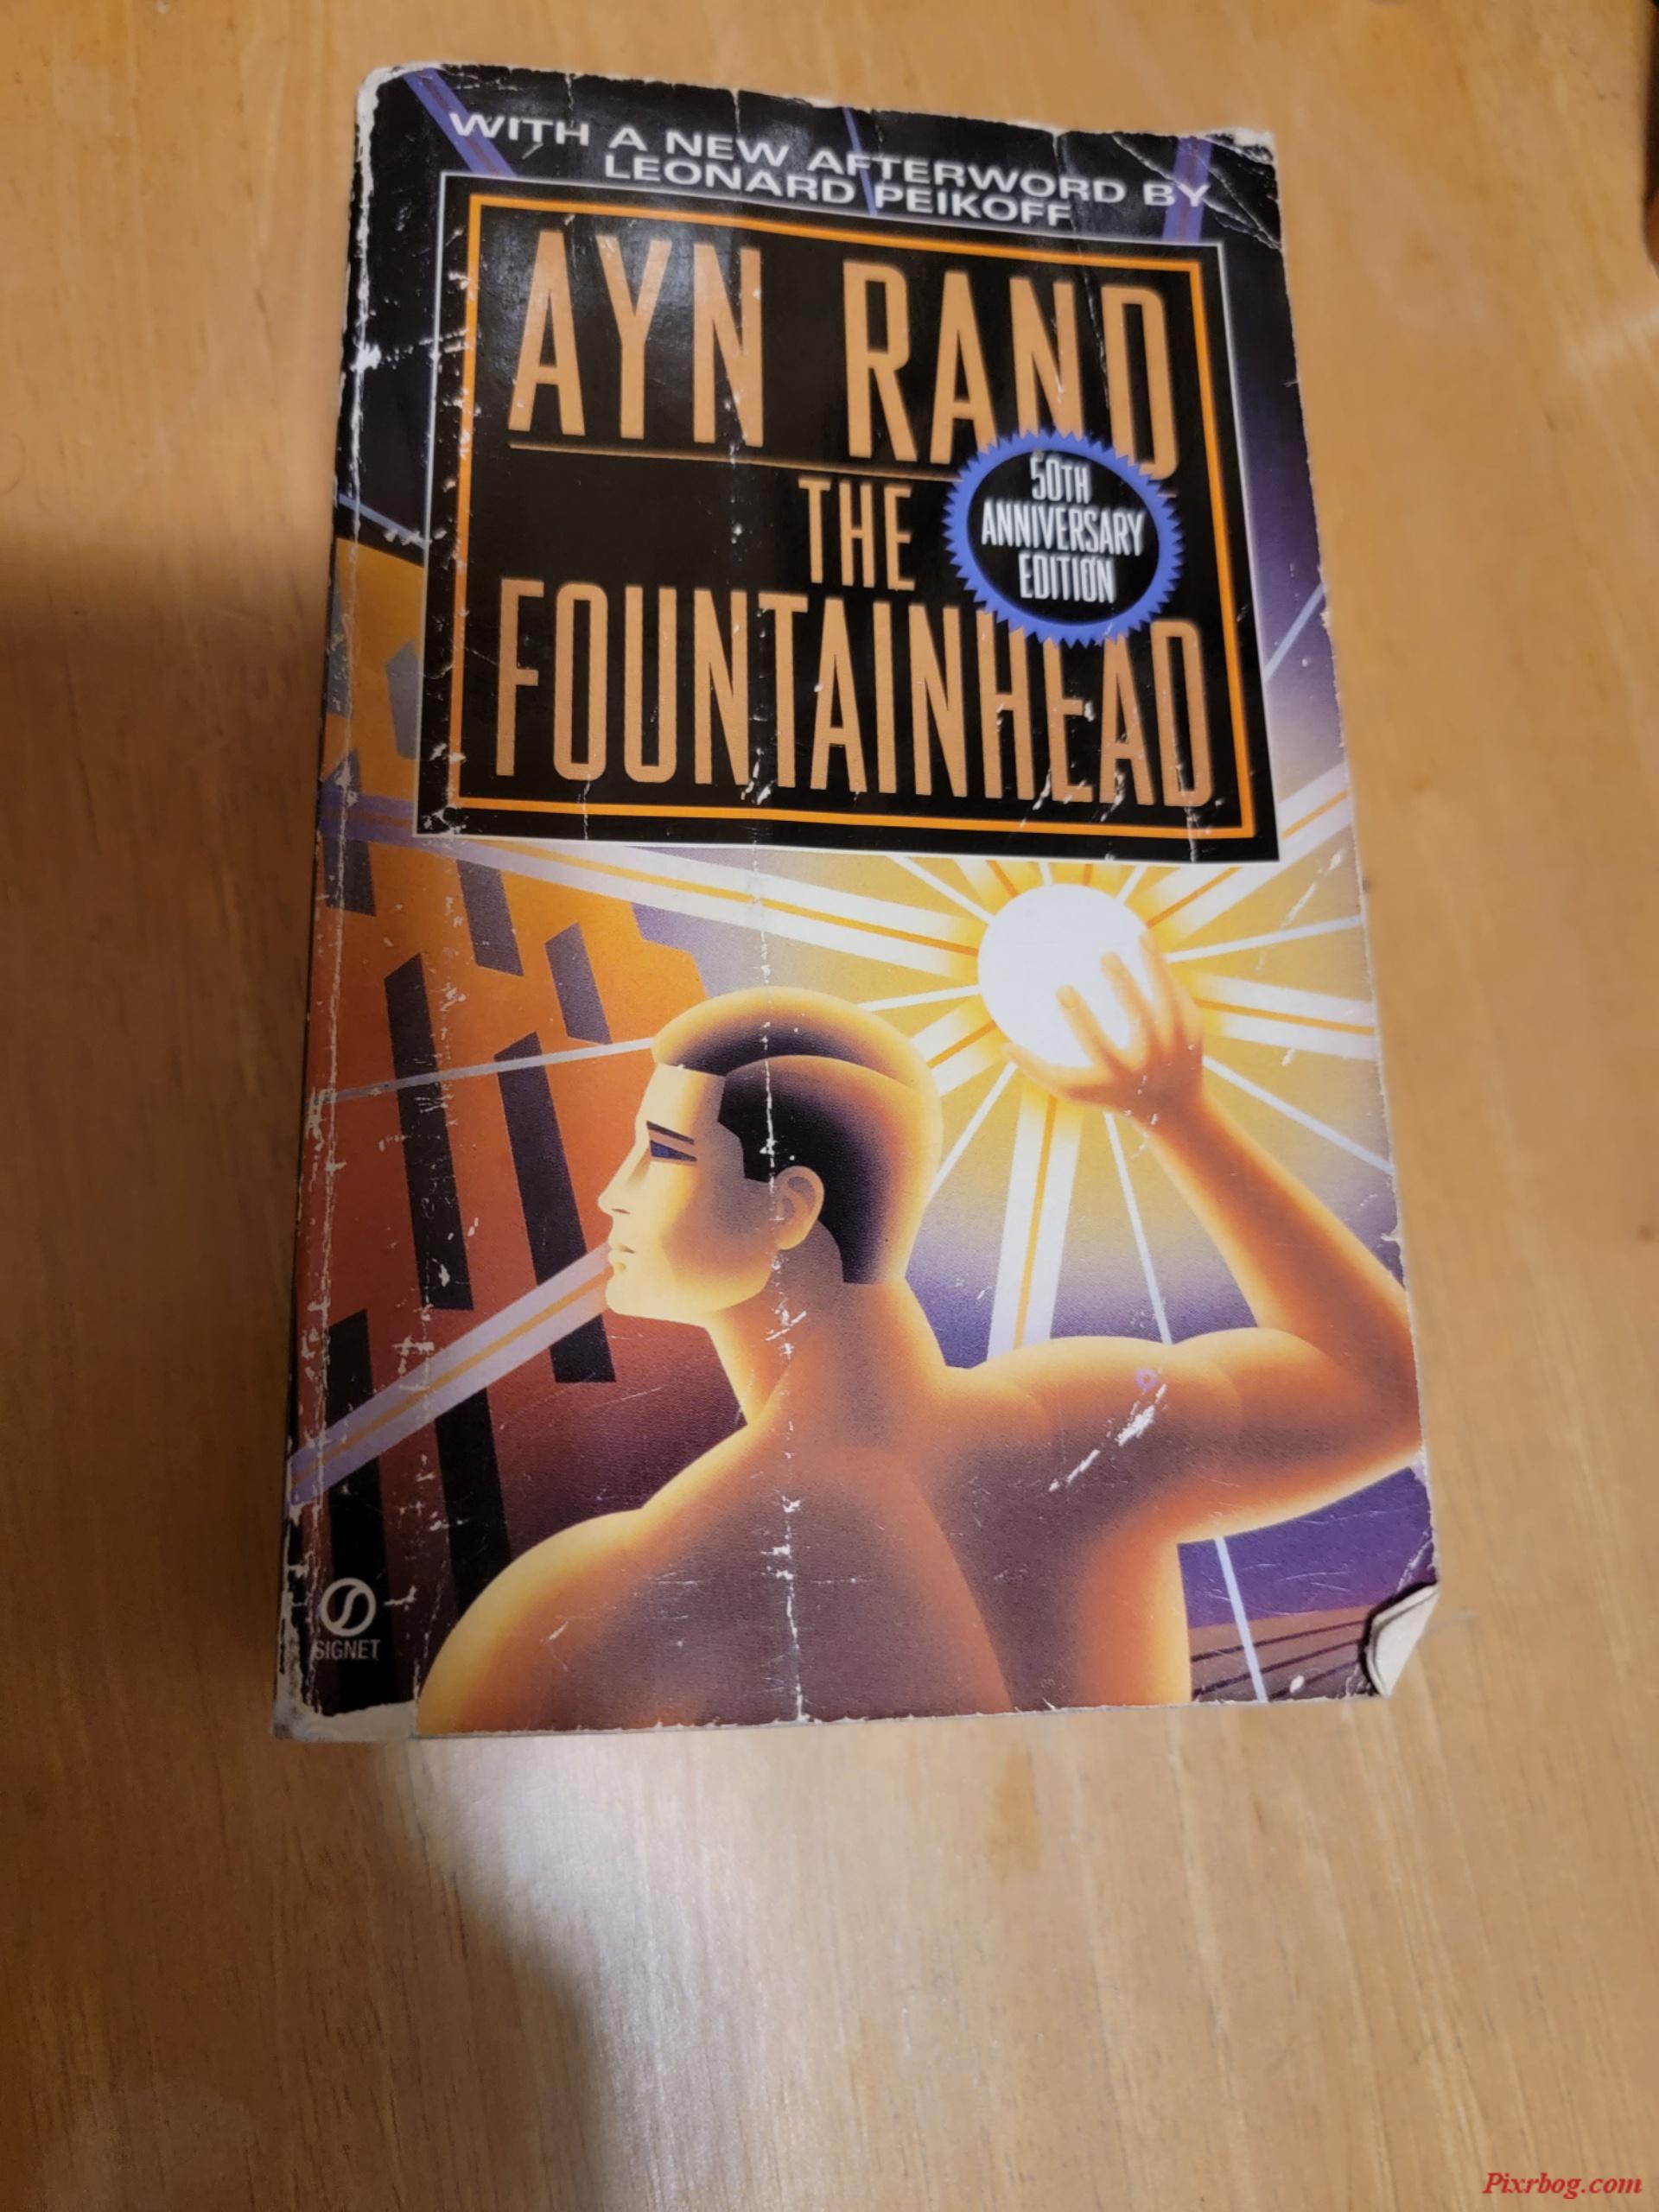 WITH A NEW AFTERWORD BY
LEONARD PEIKOFF
AYN RAND
THE
FOUNTAINHEAD
50TH
ANNIVERSARY
EDITION
SIGNET
Pixrbog.com